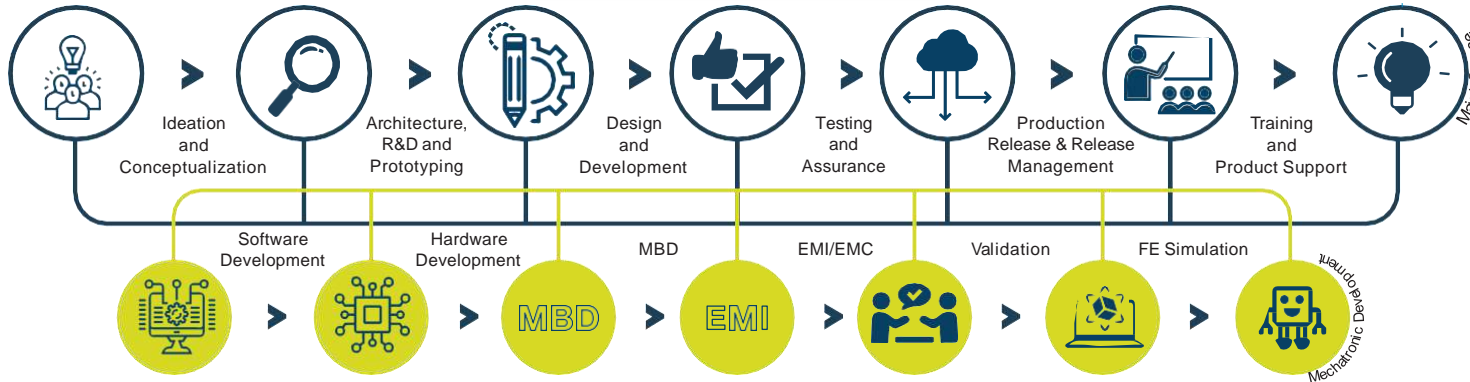 Ideation
and
Conceptualization
Architecture,
R&D and
Prototyping
Design
and
Development
Testing
and
Assurance
Production
Release & Release
Management
Training
and
Product Support
Software
Development
Hardware
Development
MBD
EMI/EMC
Validation
FE Simulation
MBD
EMI
Mechatronic Development